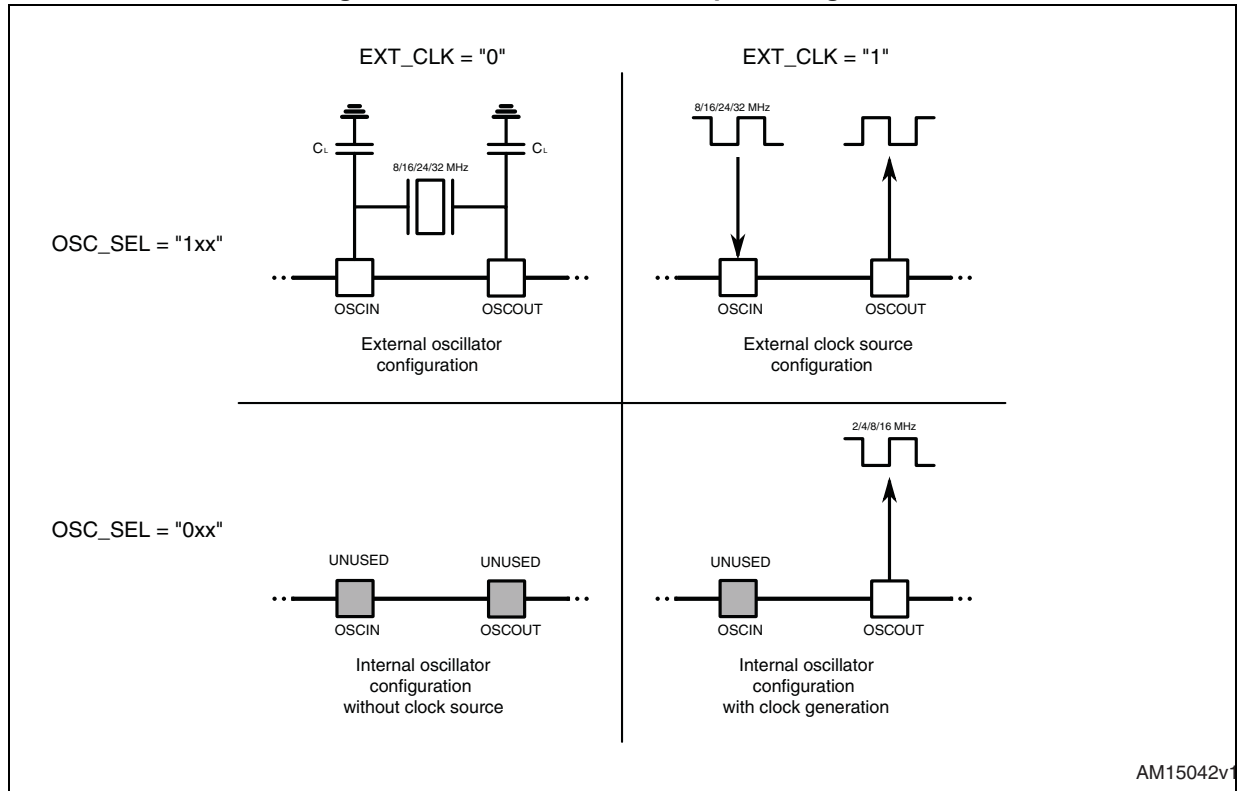 EXT_CLK = "0"
EXT_CLK = "1"
8/16/24/32 MHz
CL
CL
8/16/24/32 MHz
OSC_SEL = "1xx"
OSCIN
OSCOUT
OSCIN
OSCOUT
External oscillator
configuration
External clock source
configuration
2/4/8/16 MHz
OSC_SEL = "0xx"
UNUSED
UNUSED
UNUSED
OSCIN
OSCOUT
OSCIN
OSCOUT
Internal oscillator
configuration
without clock source
Internal oscillator
configuration
with clock generation
AM15042v1